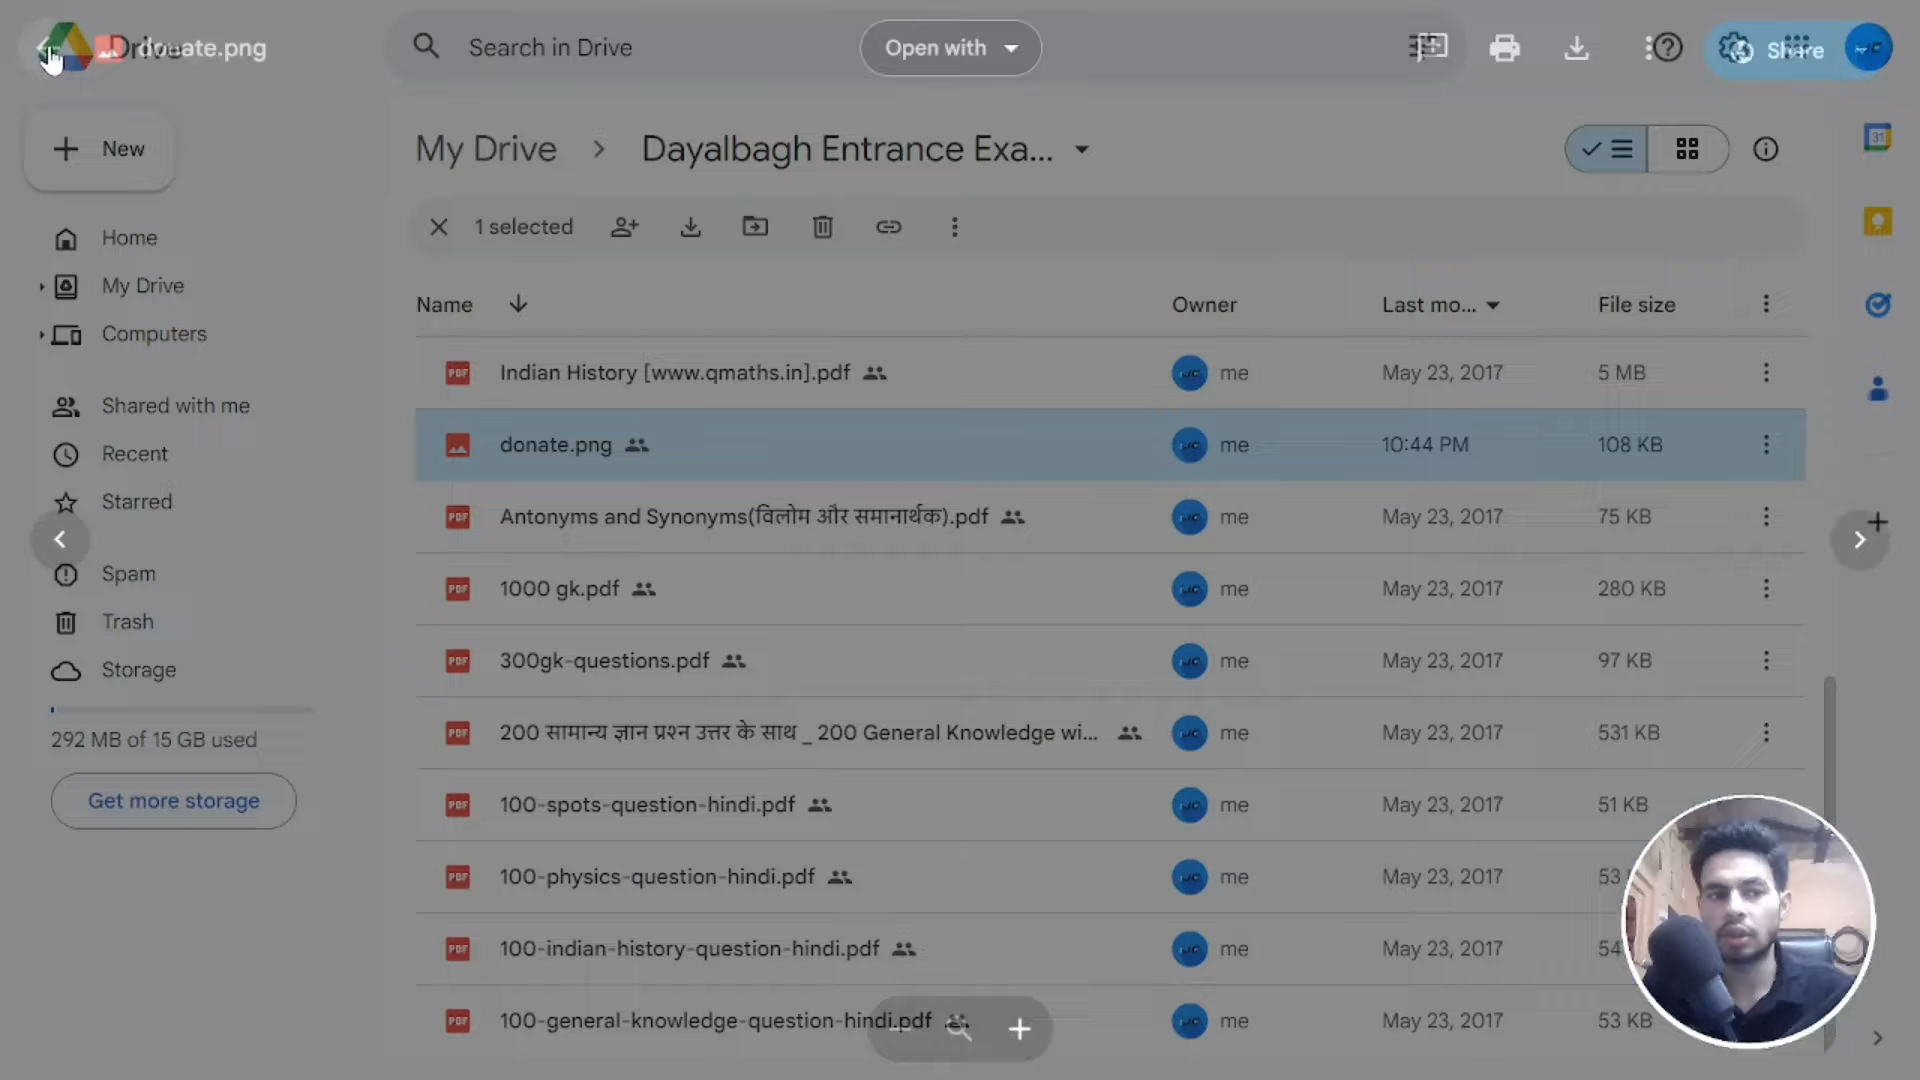 Drive
donate.png
Search in Drive
Open with
Share
New
My Drive
Dayalbagh Entrance Exa...
1 selected
Home
My Drive
Computers
Shared with me
Recent
Starred
Spam
Trash
Storage
292 MB of 15 GB used
Get more storage
Name Owner Last mo... File size
Indian History [www.qmaths.in].pdf me May 23, 2017 5 MB
donate.png me 10:44 PM 108 KB
Antonyms and Synonyms(विलोम और समानार्थक).pdf me May 23, 2017 75 KB
1000 gk.pdf me May 23, 2017 280 KB
300gk-questions.pdf me May 23, 2017 97 KB
200 सामान्य ज्ञान प्रश्न उत्तर के साथ _ 200 General Knowledge wi... me May 23, 2017 531 KB
100-spots-question-hindi.pdf me May 23, 2017 51 KB
100-physics-question-hindi.pdf me May 23, 2017 53
100-indian-history-question-hindi.pdf me May 23, 2017 54
100-general-knowledge-question-hindi.pdf me May 23, 2017 53 KB